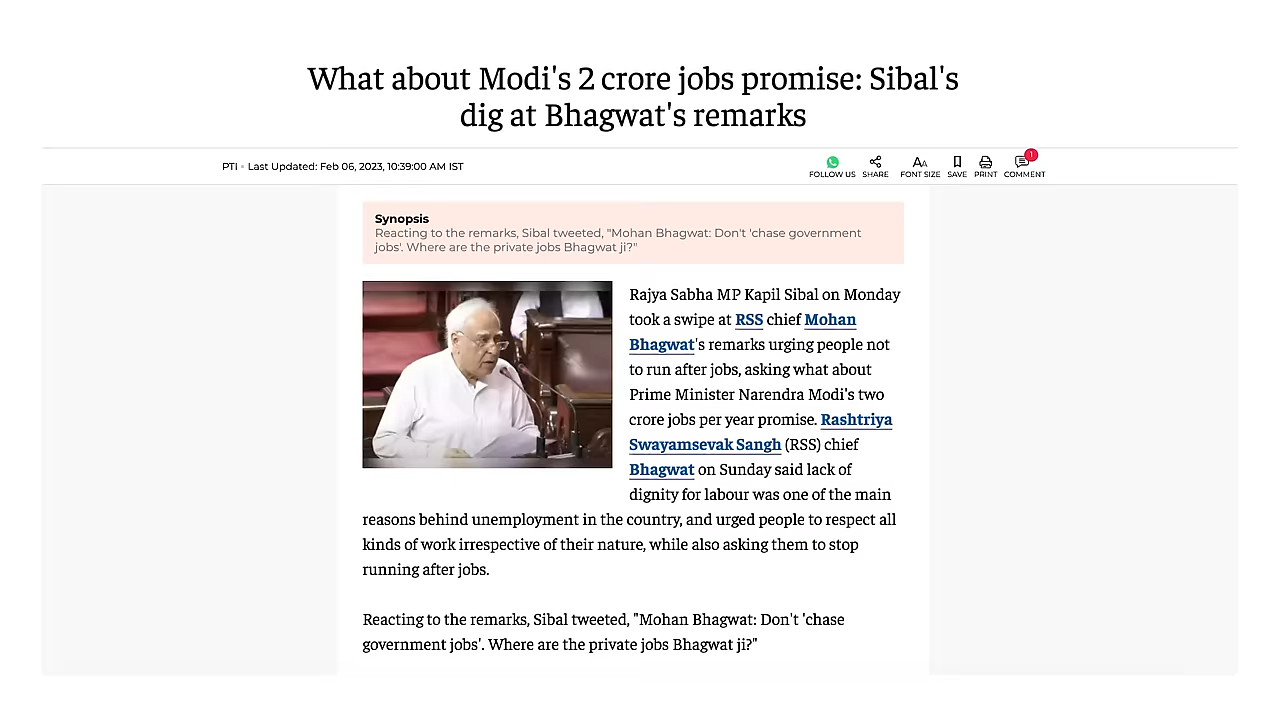 What about Modi's 2 crore jobs promise: Sibal's
dig at Bhagwat's remarks
PTI • Last Updated: Feb 06, 2023, 10:39:00 AM IST
FOLLOW US SHARE FONT SIZE SAVE PRINT COMMENT
1
Synopsis
Reacting to the remarks, Sibal tweeted, "Mohan Bhagwat: Don't 'chase government
jobs'. Where are the private jobs Bhagwat ji?"
Rajya Sabha MP Kapil Sibal on Monday
took a swipe at RSS chief Mohan
Bhagwat's remarks urging people not
to run after jobs, asking what about
Prime Minister Narendra Modi's two
crore jobs per year promise. Rashtriya
Swayamsevak Sangh (RSS) chief
Bhagwat on Sunday said lack of
dignity for labour was one of the main
reasons behind unemployment in the country, and urged people to respect all
kinds of work irrespective of their nature, while also asking them to stop
running after jobs.
Reacting to the remarks, Sibal tweeted, "Mohan Bhagwat: Don't 'chase
government jobs'. Where are the private jobs Bhagwat ji?"